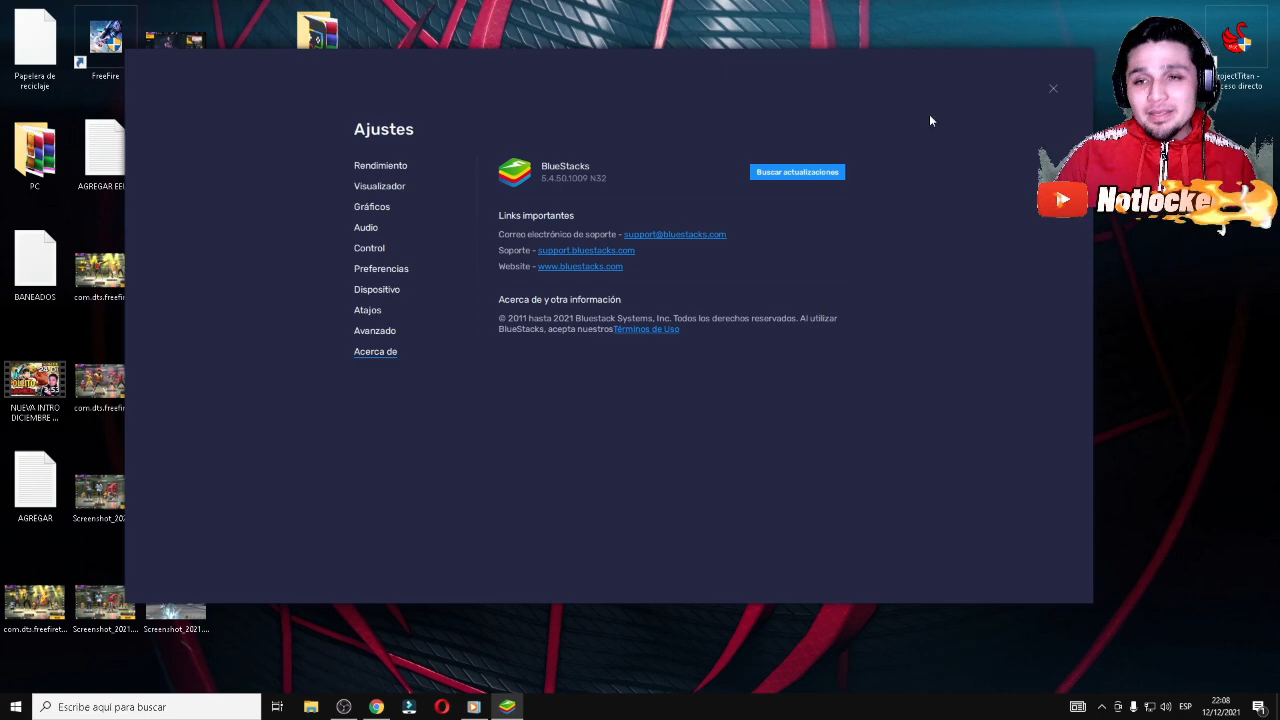 Papelera de
reciclaje
FreeFire
ProjectTitan -
Ajustes
Rendimiento
Visualizador
Gráficos
Audio
Control
Preferencias
Dispositivo
Atajos
Avanzado
Acerca de
BlueStacks
5.4.50.1009 N32
Buscar actualizaciones
Links importantes
Correo electrónico de soporte - support@bluestacks.com
Soporte - support.bluestacks.com
Website - www.bluestacks.com
Acerca de y otra información
© 2011 hasta 2021 Bluestack Systems, Inc. Todos los derechos reservados. Al utilizar
BlueStacks, acepta nuestrosTérminos de Uso
Notlocke
PC
AGREGAR EE...
BANEADOS
com.dts.freefir
NUEVA INTRO
DICIEMBRE ...
com.dts.freefir
AGREGAR
Screenshot_202
com.dts.freefiret...
Screenshot_2021....
Screenshot_2021....
Escribe aquí para buscar
ESP
22:08
12/12/2021